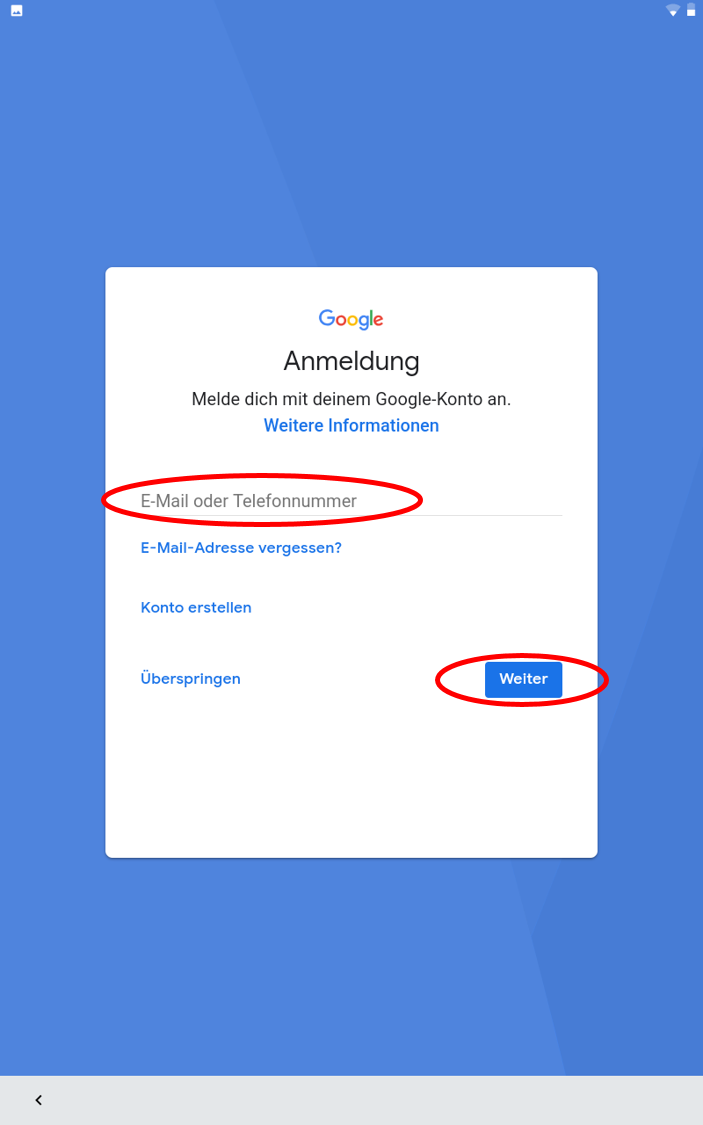 Google
Anmeldung
Melde dich mit deinem Google-Konto an.
Weitere Informationen
E-Mail oder Telefonnummer
E-Mail-Adresse vergessen?
Konto erstellen
Überspringen
Weiter